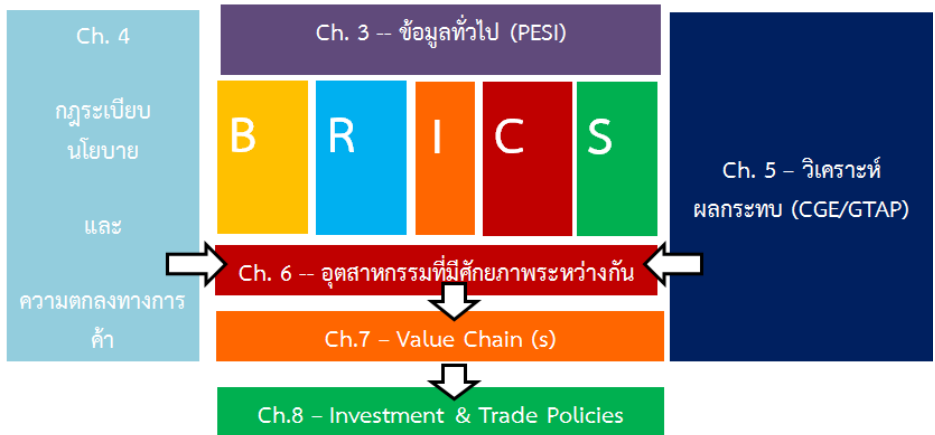 Ch. 4
กฎระเบียบ
นโยบาย
และ
ความตกลงทางการ
ค้า
Ch. 3 -- ข้อมูลทั่วไป (PESI)
B R I C S
Ch. 5 – วิเคราะห์
ผลกระทบ (CGE/GTAP)
Ch. 6 -- อุตสาหกรรมที่มีศักยภาพระหว่างกัน
Ch.7 – Value Chain (s)
Ch.8 – Investment & Trade Policies